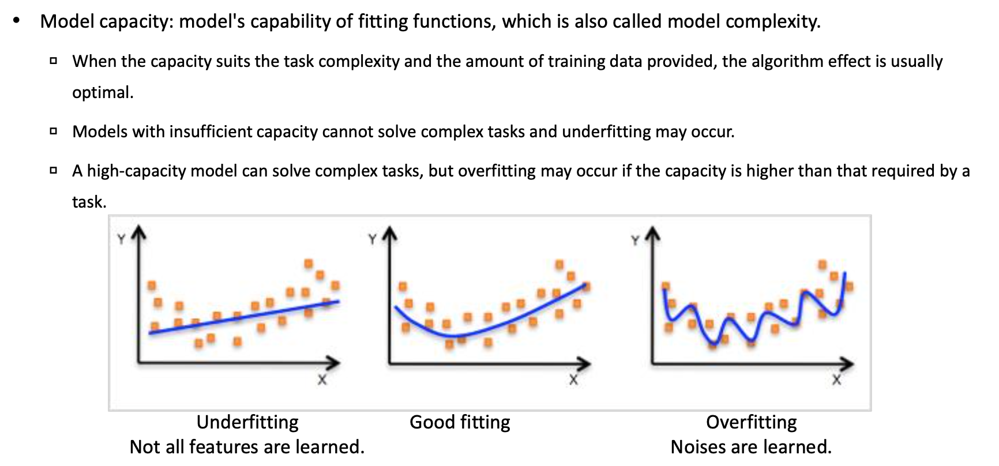 • Model capacity: model's capability of fitting functions, which is also called model complexity.
▫ When the capacity suits the task complexity and the amount of training data provided, the algorithm effect is usually
optimal.
▫ Models with insufficient capacity cannot solve complex tasks and underfitting may occur.
▫ A high-capacity model can solve complex tasks, but overfitting may occur if the capacity is higher than that required by a
task.
Y
X
Y
X
Y
X
Underfitting
Not all features are learned.
Good fitting
Overfitting
Noises are learned.